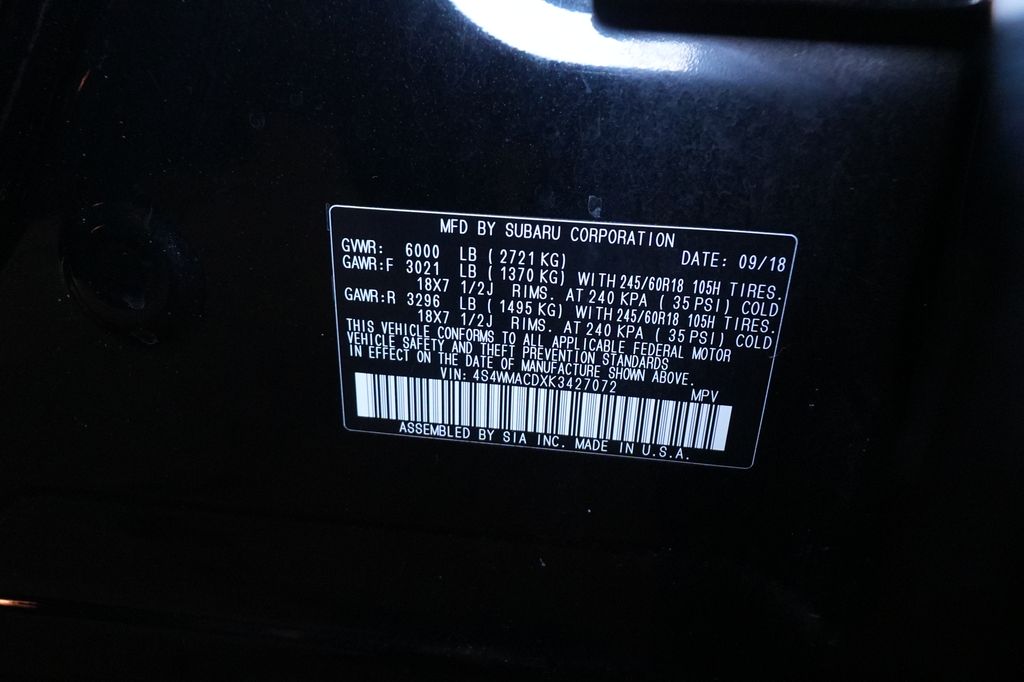 MFD BY SUBARU CORPORATION
GVWR: 6000 LB ( 2721 KG) DATE: 09/18
GAWR:F 3021 LB ( 1370 KG) WITH 245/60R18 105H TIRES.
18X7 1/2J RIMS. AT 240 KPA ( 35 PSI) COLD
GAWR:R 3296 LB ( 1495 KG) WITH 245/60R18 105H TIRES.
18X7 1/2J RIMS. AT 240 KPA ( 35 PSI) COLD
THIS VEHICLE CONFORMS TO ALL APPLICABLE FEDERAL MOTOR
VEHICLE SAFETY AND THEFT PREVENTION STANDARDS
IN EFFECT ON THE DATE OF MANUFACTURE SHOWN ABOVE.
VIN: 4S4WMACDXK3427072 MPV
ASSEMBLED BY SIA INC. MADE IN U.S.A.